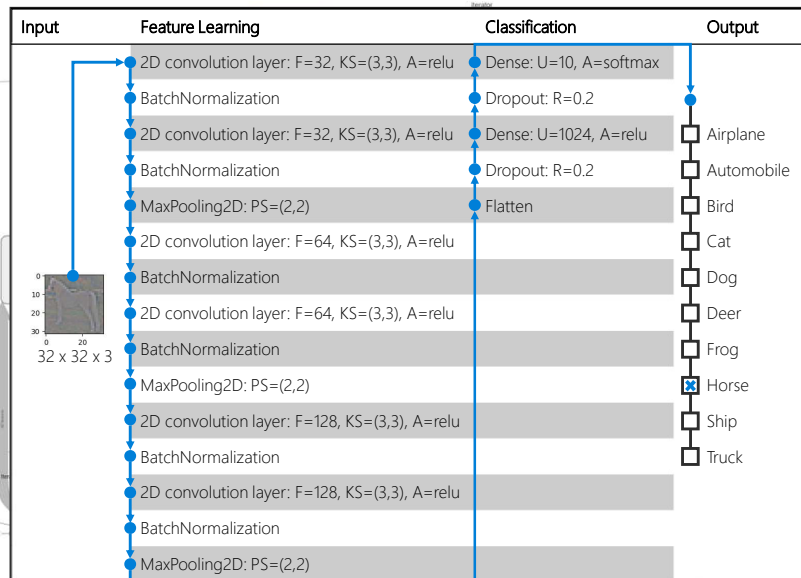 iterator
Input Feature Learning Classification Output
2D convolution layer: F=32, KS=(3,3), A=relu
BatchNormalization
2D convolution layer: F=32, KS=(3,3), A=relu
BatchNormalization
MaxPooling2D: PS=(2,2)
2D convolution layer: F=64, KS=(3,3), A=relu
BatchNormalization
2D convolution layer: F=64, KS=(3,3), A=relu
BatchNormalization
MaxPooling2D: PS=(2,2)
2D convolution layer: F=128, KS=(3,3), A=relu
BatchNormalization
2D convolution layer: F=128, KS=(3,3), A=relu
BatchNormalization
MaxPooling2D: PS=(2,2)
Dense: U=10, A=softmax
Dropout: R=0.2
Dense: U=1024, A=relu
Dropout: R=0.2
Flatten
Airplane
Automobile
Bird
Cat
Dog
Deer
Frog
Horse
Ship
Truck
0
10
20
30
0 20
32 x 32 x 3